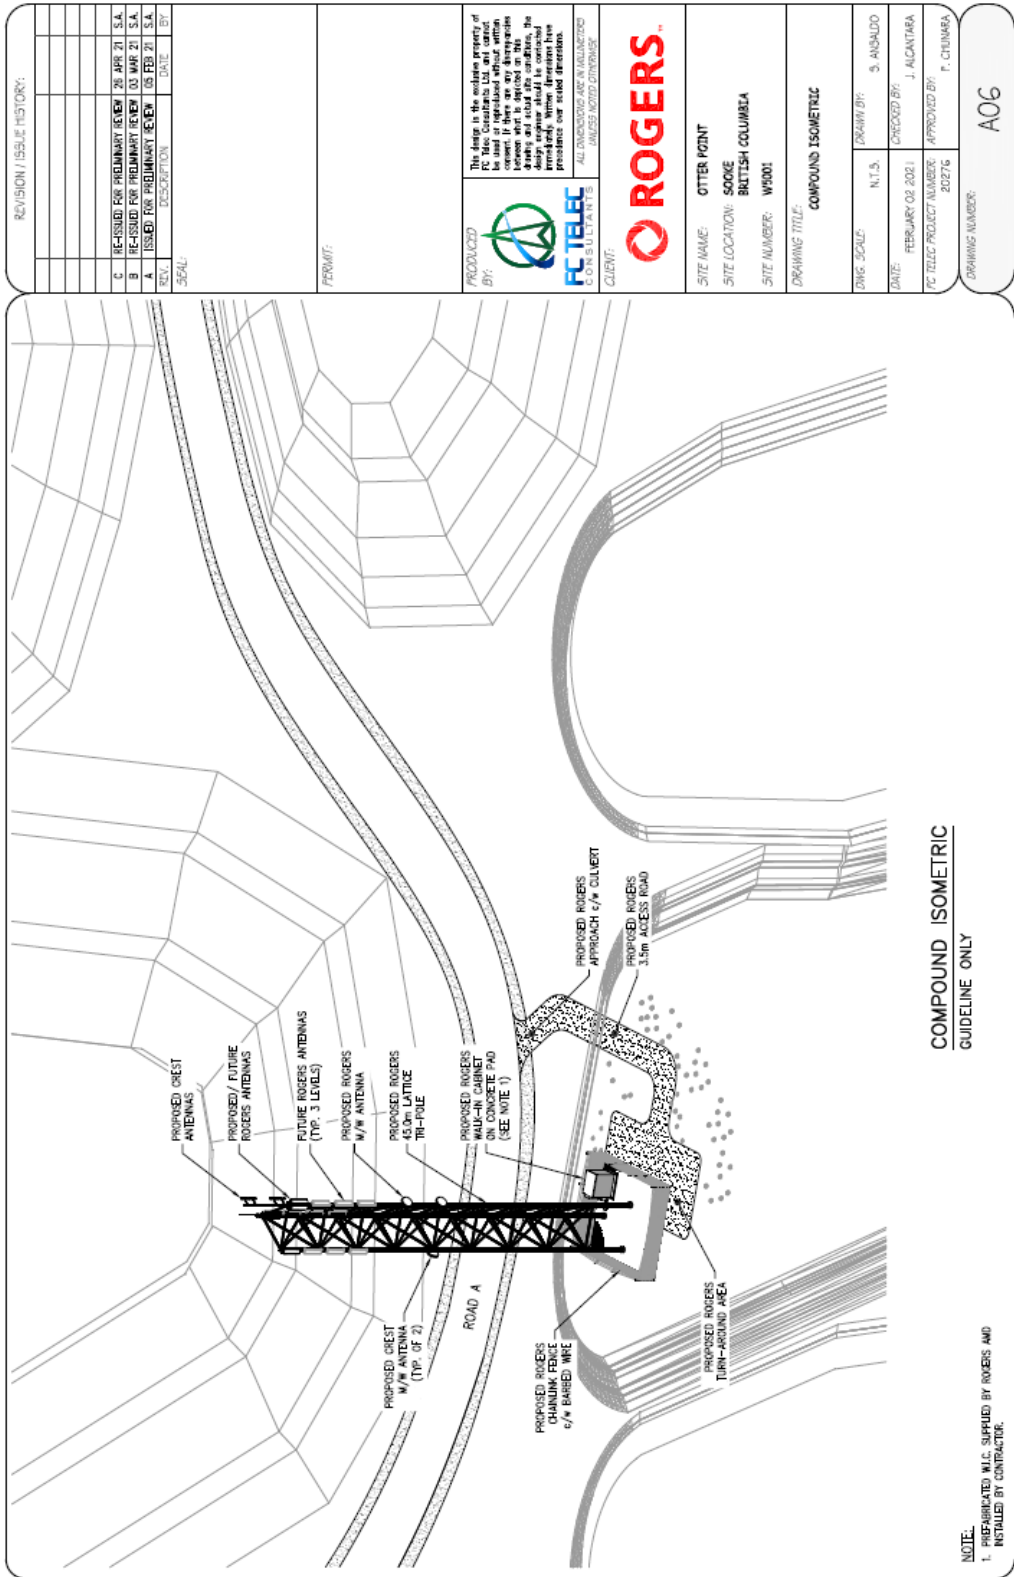 PROPOSED CREST
ANTENNAS
PROPOSED/ FUTURE
ROGERS ANTENNAS
FUTURE ROGERS ANTENNAS
(TYP. 3 LEVELS)
PROPOSED ROGERS
M/W ANTENNA
PROPOSED ROGERS
45.0m LATTICE
TRI-POLE
PROPOSED ROGERS
WALK-IN CABINET
ON CONCRETE PAD
(SEE NOTE 1)
PROPOSED ROGERS
APPROACH c/w CULVERT
PROPOSED ROGERS
3.5m ACCESS ROAD
PROPOSED CREST
M/W ANTENNA
(TYP. OF 2)
ROAD A
PROPOSED ROGERS
CHAINLINK FENCE
c/w BARBED WIRE
PROPOSED ROGERS
TURN-AROUND AREA
COMPOUND ISOMETRIC
GUIDELINE ONLY
NOTE:
1. PREFABRICATED W.I.C. SUPPLIED BY ROGERS AND
INSTALLED BY CONTRACTOR.
REVISION / ISSUE HISTORY:
C RE-ISSUED FOR PRELIMINARY REVIEW 26 APR 21 S.A.
B RE-ISSUED FOR PRELIMINARY REVIEW 03 MAR 21 S.A.
A ISSUED FOR PRELIMINARY REVIEW 05 FEB 21 S.A.
REV. DESCRIPTION DATE BY
SEAL:
PERMIT:
PRODUCED
BY:
FC TELEC
CONSULTANTS
This design is the exclusive property of
FC Telec Consultants Ltd. and cannot
be used or reproduced without written
consent. If there are any discrepancies
between what is depicted on this
drawing and actual site conditions, the
design engineer should be contacted
immediately. Written dimensions have
precedence over scaled dimensions.
ALL DIMENSIONS ARE IN MILLIMETERS
UNLESS NOTED OTHERWISE
CLIENT:
ROGERS™
SITE NAME: OTTER POINT
SITE LOCATION: SOOKE
BRITISH COLUMBIA
SITE NUMBER: W5001
DRAWING TITLE:
COMPOUND ISOMETRIC
DWG. SCALE: N.T.S.
DRAWN BY: S. ANSALDO
DATE: FEBRUARY 02 2021
CHECKED BY: J. ALCANTARA
FC TELEC PROJECT NUMBER: 20276
APPROVED BY: F. CHUNARA
DRAWING NUMBER:
A06